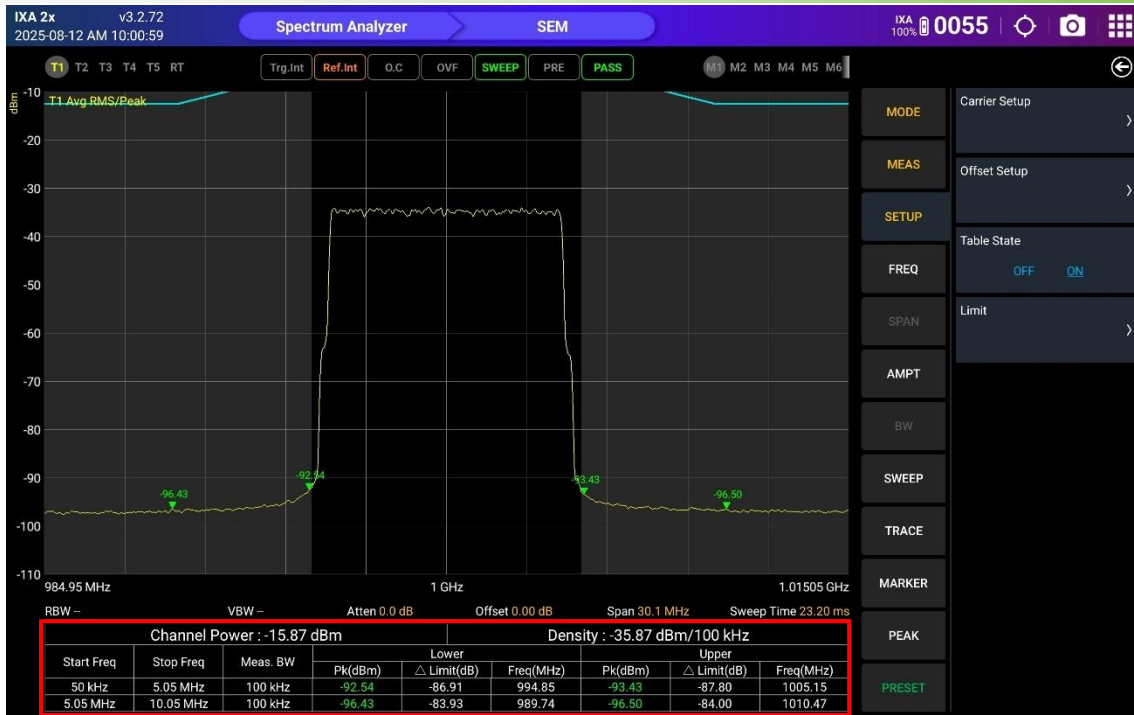 IXA 2x v3.2.72
2025-08-12 AM 10:00:59
Spectrum Analyzer SEM
IXA 100% 0055
T1 T2 T3 T4 T5 RT Trg.Int Ref.Int O.C OVF SWEEP PRE PASS M1 M2 M3 M4 M5 M6
dBm
T1 Avg RMS/Peak
-10
-20
-30
-40
-50
-60
-70
-80
-90
-100
-110
-96.43
-92.54
-93.43
-96.50
984.95 MHz 1 GHz 1.01505 GHz
RBW -- VBW -- Atten 0.0 dB Offset 0.00 dB Span 30.1 MHz Sweep Time 23.20 ms
Channel Power : -15.87 dBm Density : -35.87 dBm/100 kHz
Start Freq Stop Freq Meas. BW Lower Upper
Pk(dBm) △ Limit(dB) Freq(MHz) Pk(dBm) △ Limit(dB) Freq(MHz)
50 kHz 5.05 MHz 100 kHz -92.54 -86.91 994.85 -93.43 -87.80 1005.15
5.05 MHz 10.05 MHz 100 kHz -96.43 -83.93 989.74 -96.50 -84.00 1010.47
MODE
MEAS
SETUP
FREQ
SPAN
AMPT
BW
SWEEP
TRACE
MARKER
PEAK
PRESET
Carrier Setup
Offset Setup
Table State
OFF ON
Limit